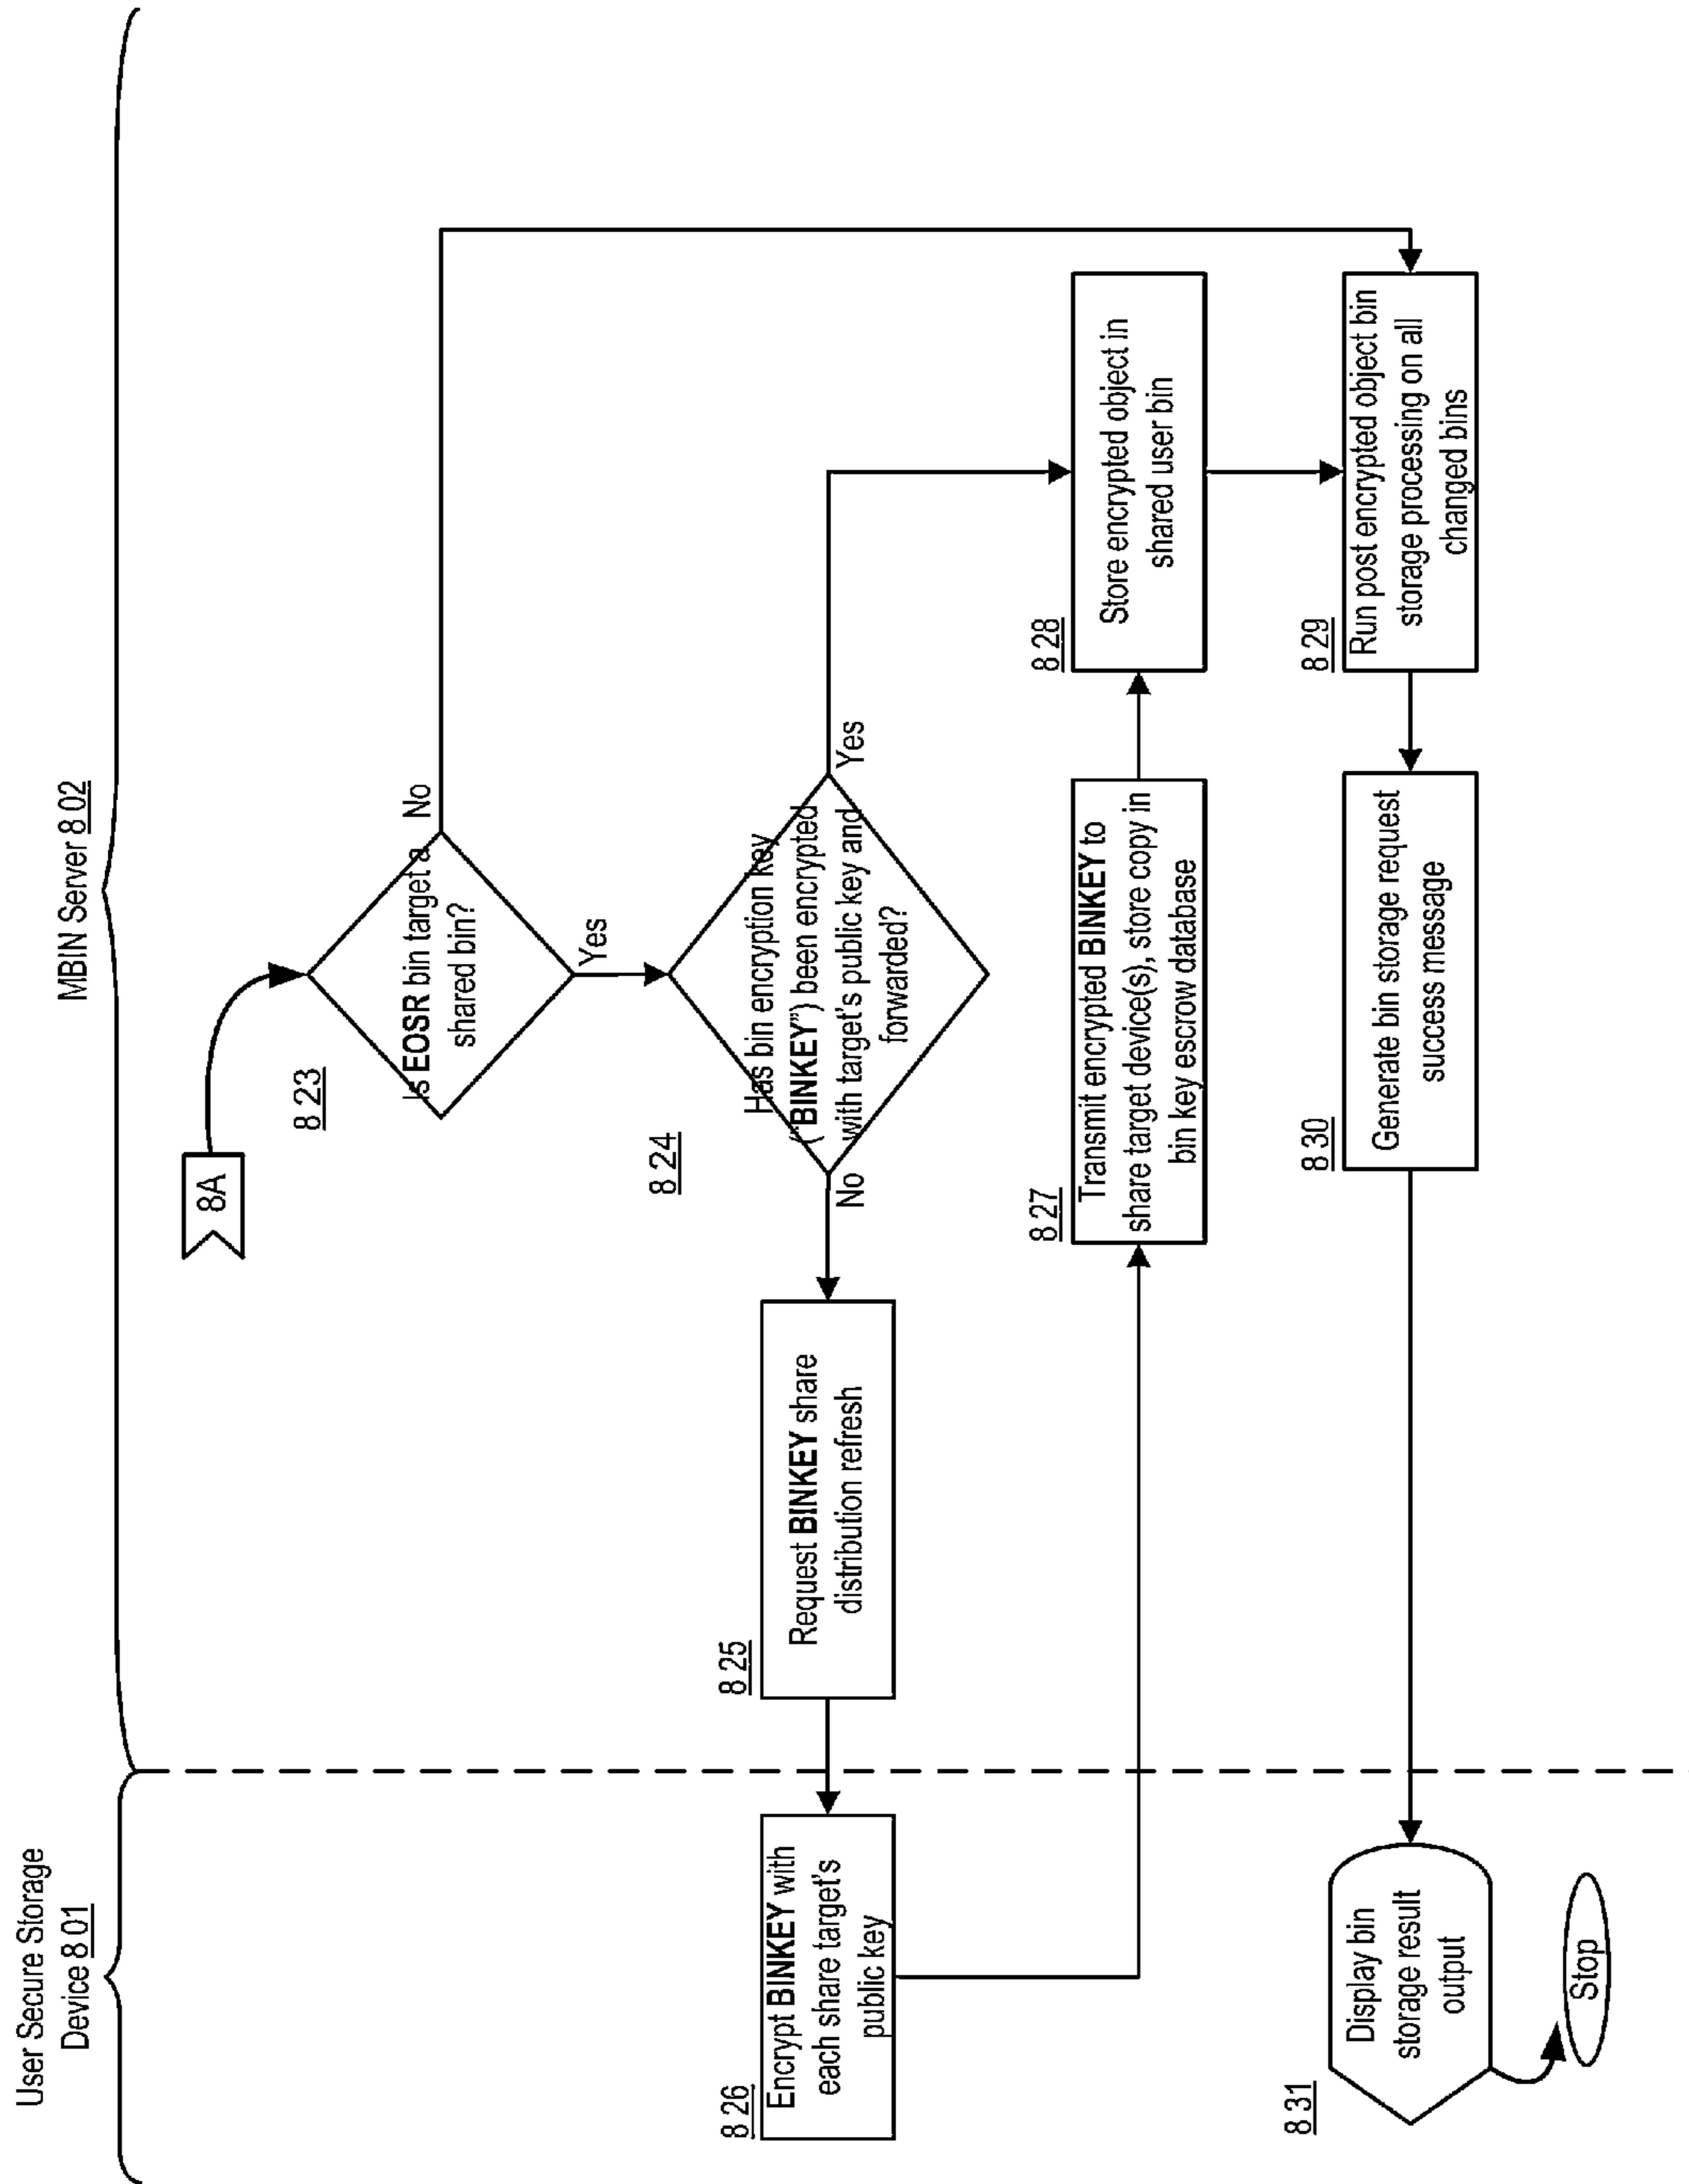 User Secure Storage
Device 8 01
MBIN Server 8 02
8A
8 23
Is EOSR bin target a
shared bin?
No
Yes
8 24
Has bin encryption key
("BINKEY") been encrypted
with target's public key and
forwarded?
No
Yes
8 25
Request BINKEY share
distribution refresh
8 26
Encrypt BINKEY with
each share target's
public key
8 27
Transmit encrypted BINKEY to
share target device(s), store copy in
bin key escrow database
8 28
Store encrypted object in
shared user bin
8 29
Run post encrypted object bin
storage processing on all
changed bins
8 30
Generate bin storage request
success message
8 31
Display bin
storage result
output
Stop